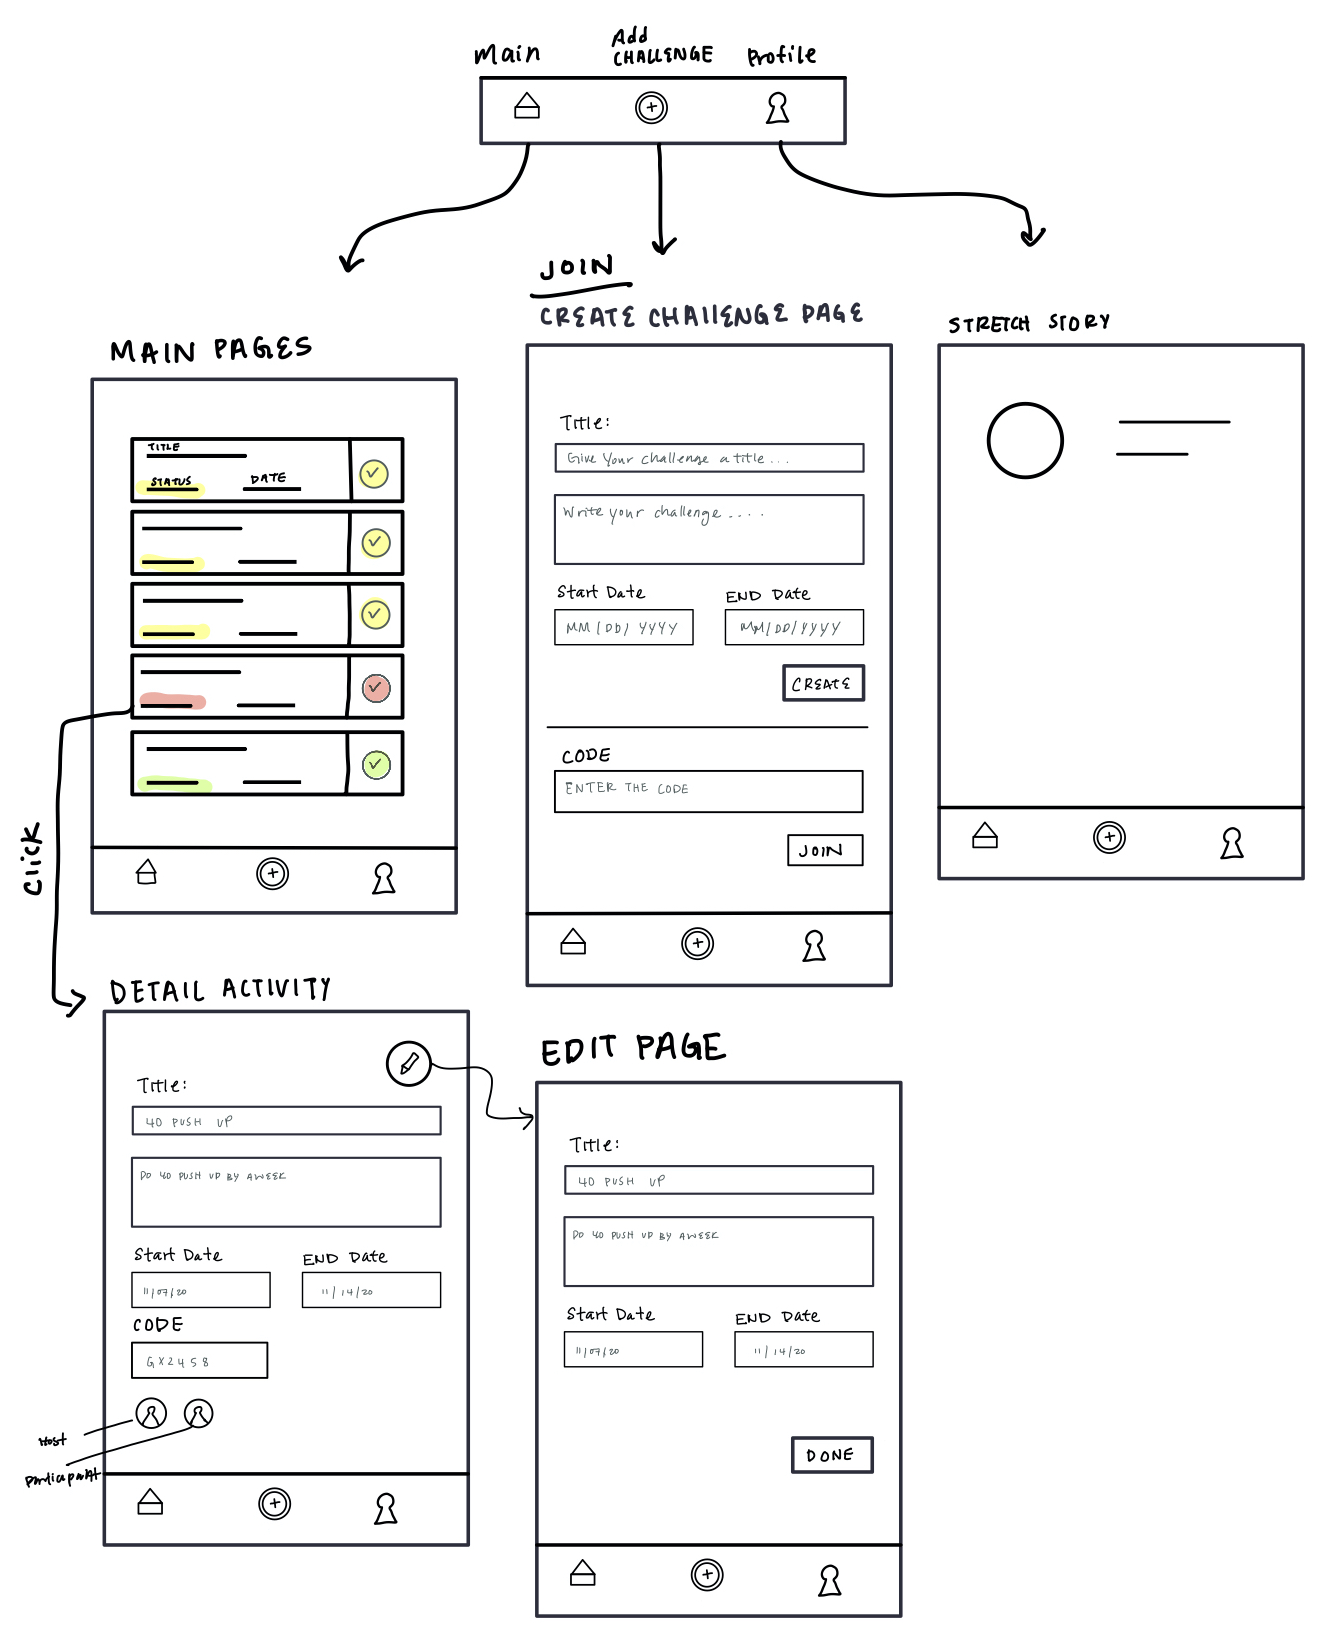 Main
Add
CHALLENGE
Profile
JOIN
CREATE CHALLENGE PAGE
STRETCH STORY
MAIN PAGES
TITLE
STATUS
DATE
Title:
Give Your challenge a title...
Write your challenge ....
Start Date
END Date
MM/DD/YYYY
MM/DD/YYYY
CREATE
CODE
ENTER THE CODE
JOIN
Click
DETAIL ACTIVITY
Title:
40 PUSH UP
DO 40 PUSH UP BY AWEEK
Start Date
END Date
11/07/20
11/14/20
CODE
GX2458
Host
Participant
EDIT PAGE
Title:
40 PUSH UP
DO 40 PUSH UP BY AWEEK
Start Date
END Date
11/07/20
11/14/20
DONE